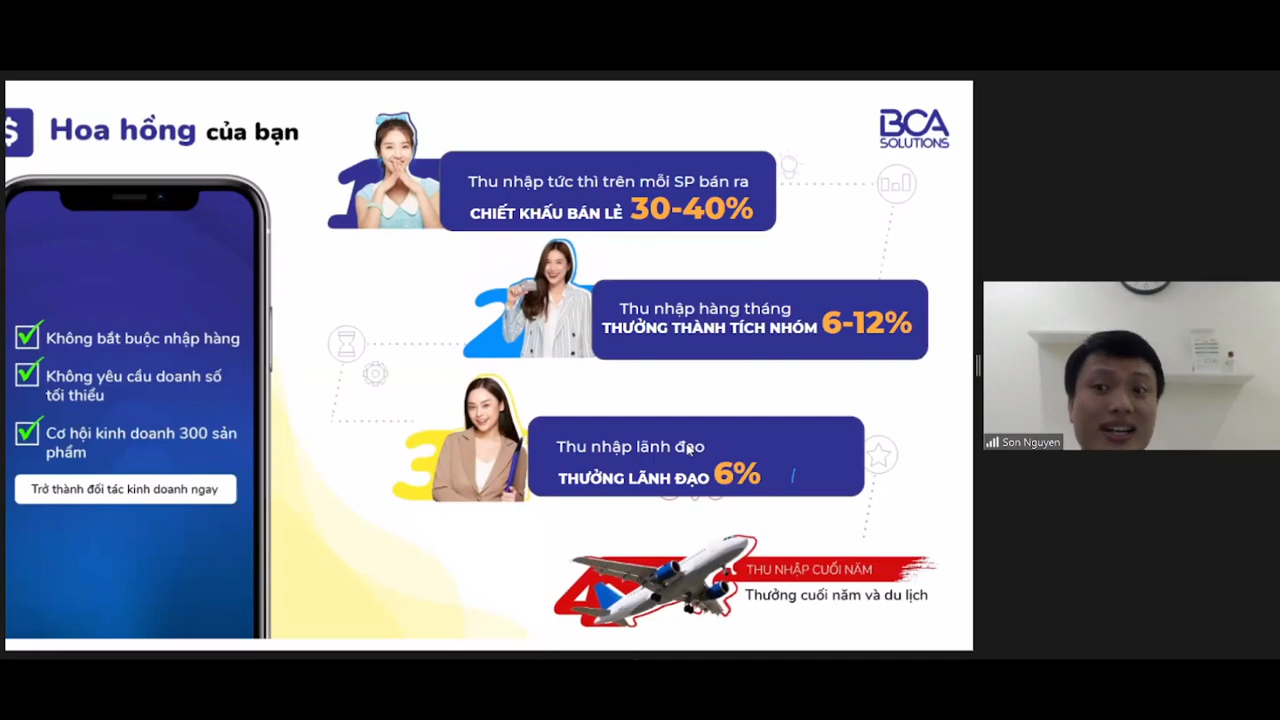 $ Hoa hồng của bạn
BCA
SOLUTIONS
Thu nhập tức thì trên mỗi SP bán ra
CHIẾT KHẤU BÁN LẺ 30-40%
Thu nhập hàng tháng
THƯỞNG THÀNH TÍCH NHÓM 6-12%
Thu nhập lãnh đạo
THƯỞNG LÃNH ĐẠO 6%
THU NHẬP CUỐI NĂM
Thưởng cuối năm và du lịch
Không bắt buộc nhập hàng
Không yêu cầu doanh số
tối thiểu
Cơ hội kinh doanh 300 sản
phẩm
Trở thành đối tác kinh doanh ngay
1
2
3
4
Son Nguyen